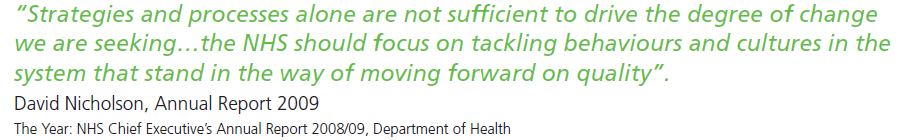 “Strategies and processes alone are not sufficient to drive the degree of change
we are seeking…the NHS should focus on tackling behaviours and cultures in the
system that stand in the way of moving forward on quality”.
David Nicholson, Annual Report 2009
The Year: NHS Chief Executive’s Annual Report 2008/09, Department of Health